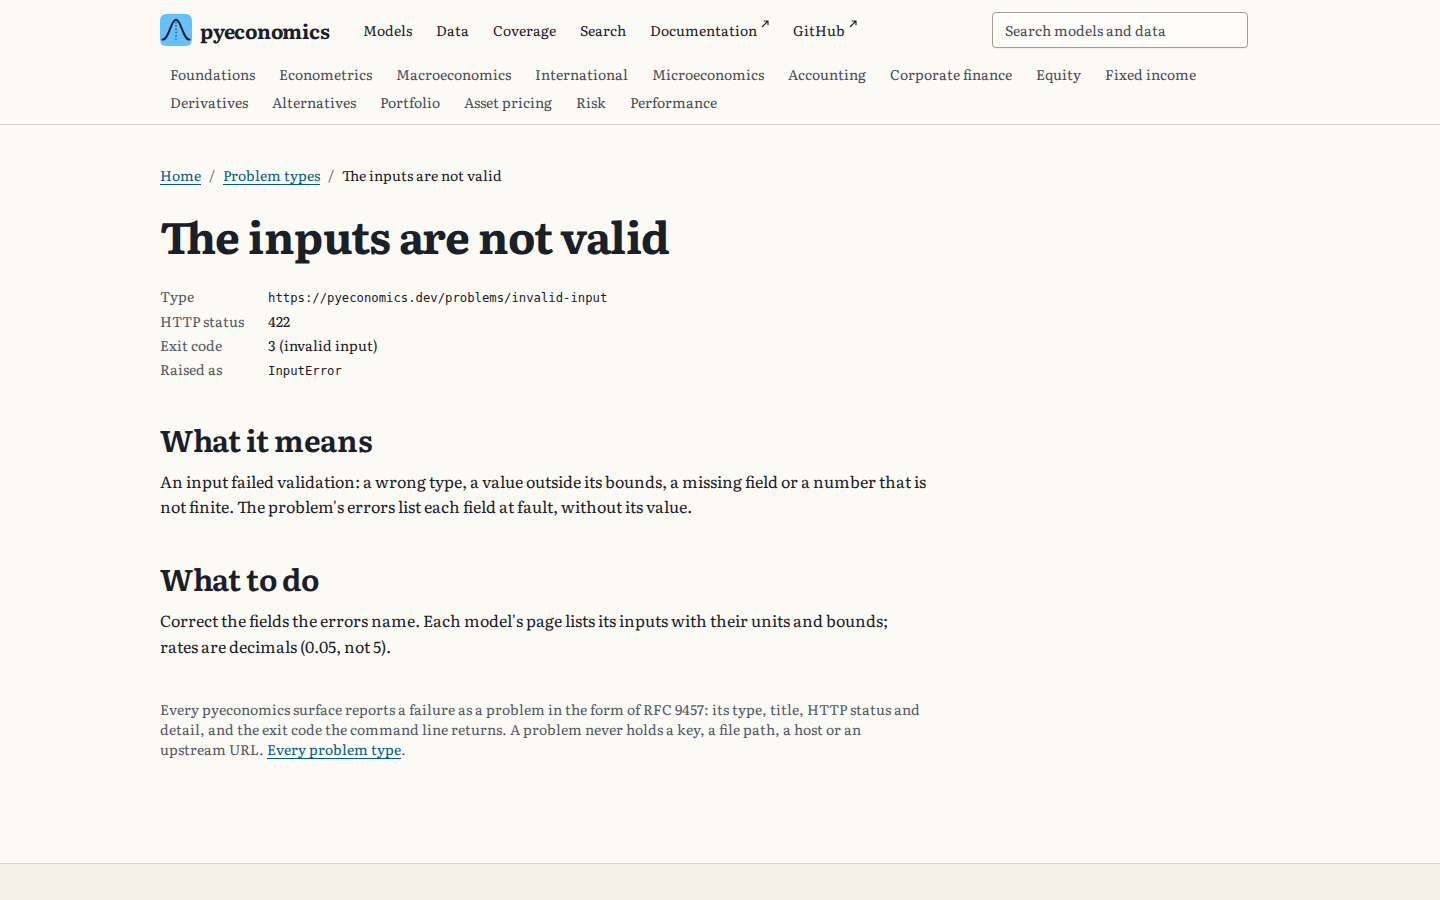 pyeconomics
Models Data Coverage Search Documentation ↗ GitHub ↗
Search models and data
Foundations Econometrics Macroeconomics International Microeconomics Accounting Corporate finance Equity Fixed income
Derivatives Alternatives Portfolio Asset pricing Risk Performance
Home / Problem types / The inputs are not valid
The inputs are not valid
Type https://pyeconomics.dev/problems/invalid-input
HTTP status 422
Exit code 3 (invalid input)
Raised as InputError
What it means
An input failed validation: a wrong type, a value outside its bounds, a missing field or a number that is
not finite. The problem's errors list each field at fault, without its value.
What to do
Correct the fields the errors name. Each model's page lists its inputs with their units and bounds;
rates are decimals (0.05, not 5).
Every pyeconomics surface reports a failure as a problem in the form of RFC 9457: its type, title, HTTP status and
detail, and the exit code the command line returns. A problem never holds a key, a file path, a host or an
upstream URL. Every problem type.